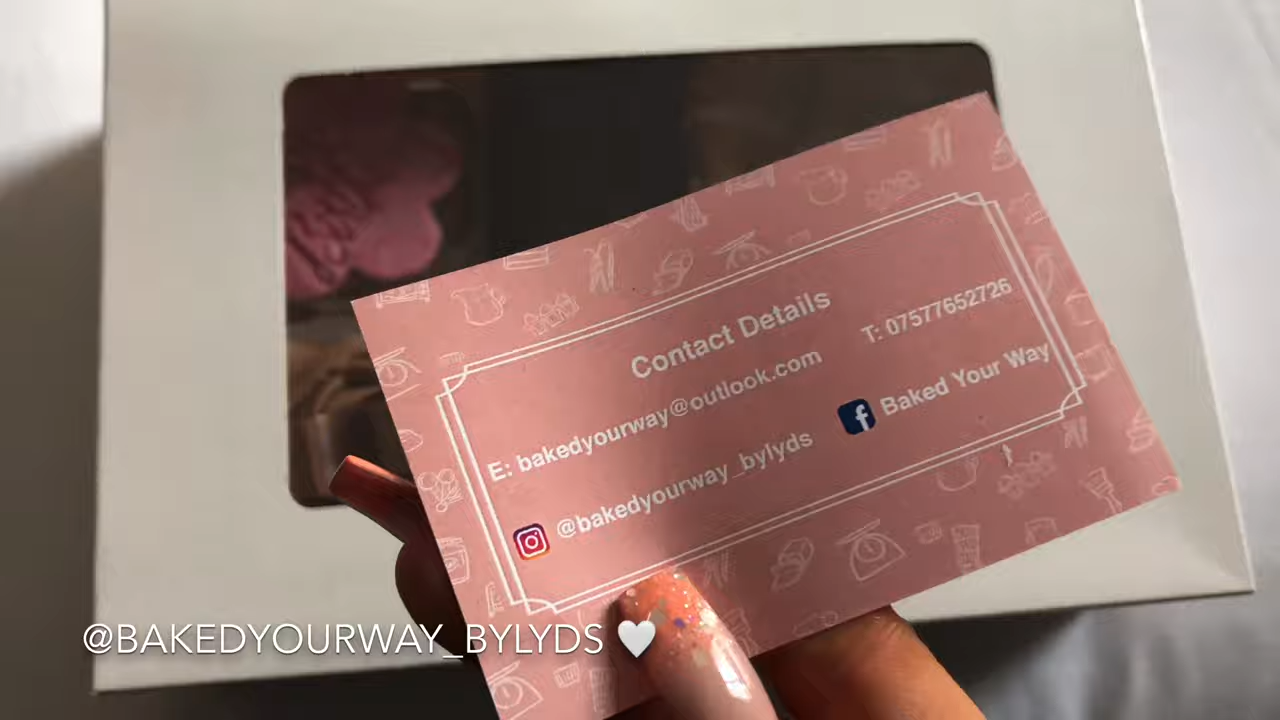 Contact Details
E: bakedyourway@outlook.com
T: 07577652726
@bakedyourway_bylyds
Baked Your Way
@BAKEDYOURWAY_BYLYDS 🤍